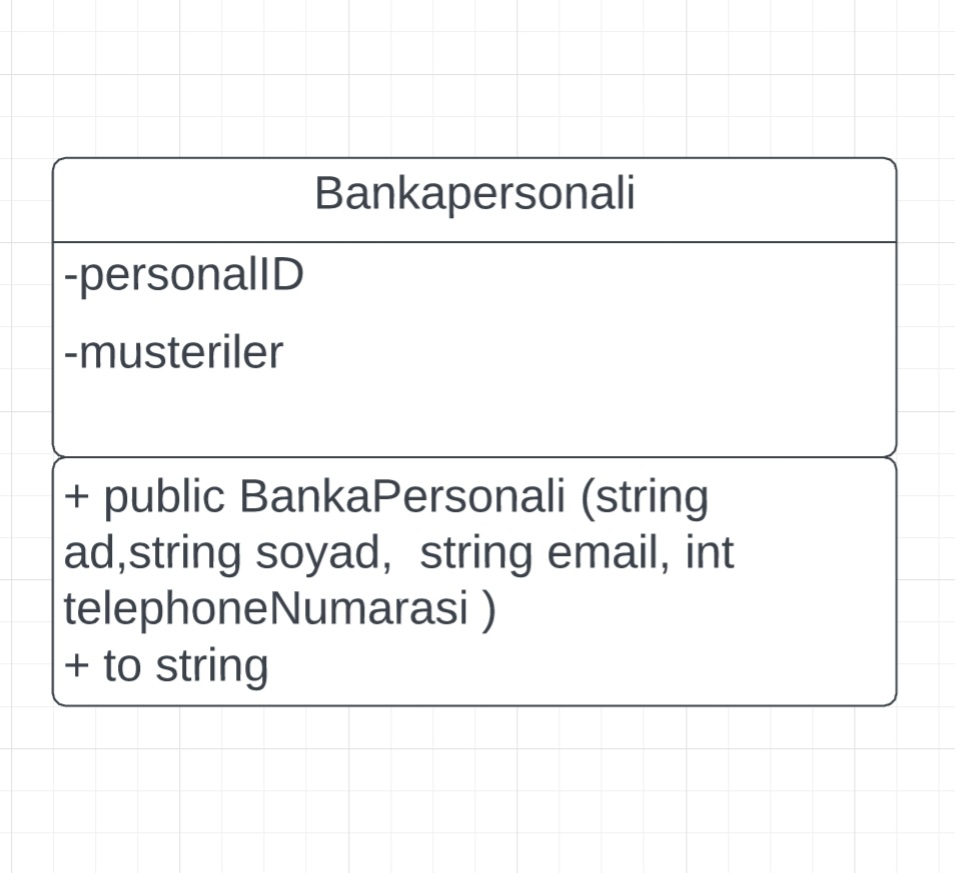 Bankapersonali
-personalID
-musteriler
+ public BankaPersonali (string
ad,string soyad,  string email, int
telephoneNumarasi )
+ to string